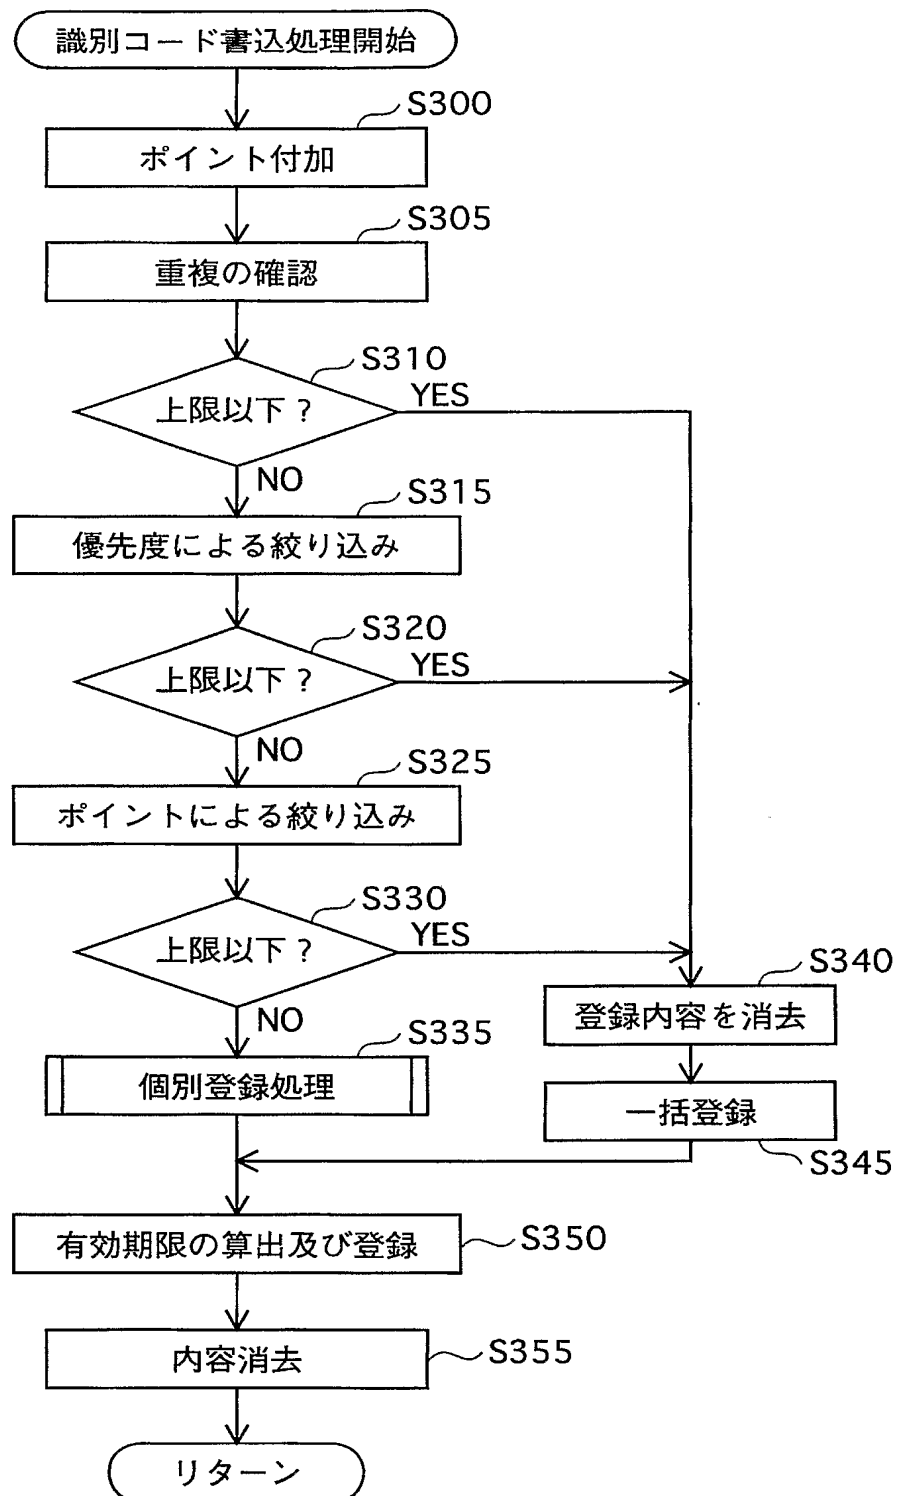 識別コード書込処理開始
S300
ポイント付加
S305
重複の確認
S310
上限以下？
YES
NO
S315
優先度による絞り込み
S320
上限以下？
YES
NO
S325
ポイントによる絞り込み
S330
上限以下？
YES
NO
S340
登録内容を消去
S335
個別登録処理
一括登録
S345
有効期限の算出及び登録
S350
内容消去
S355
リターン